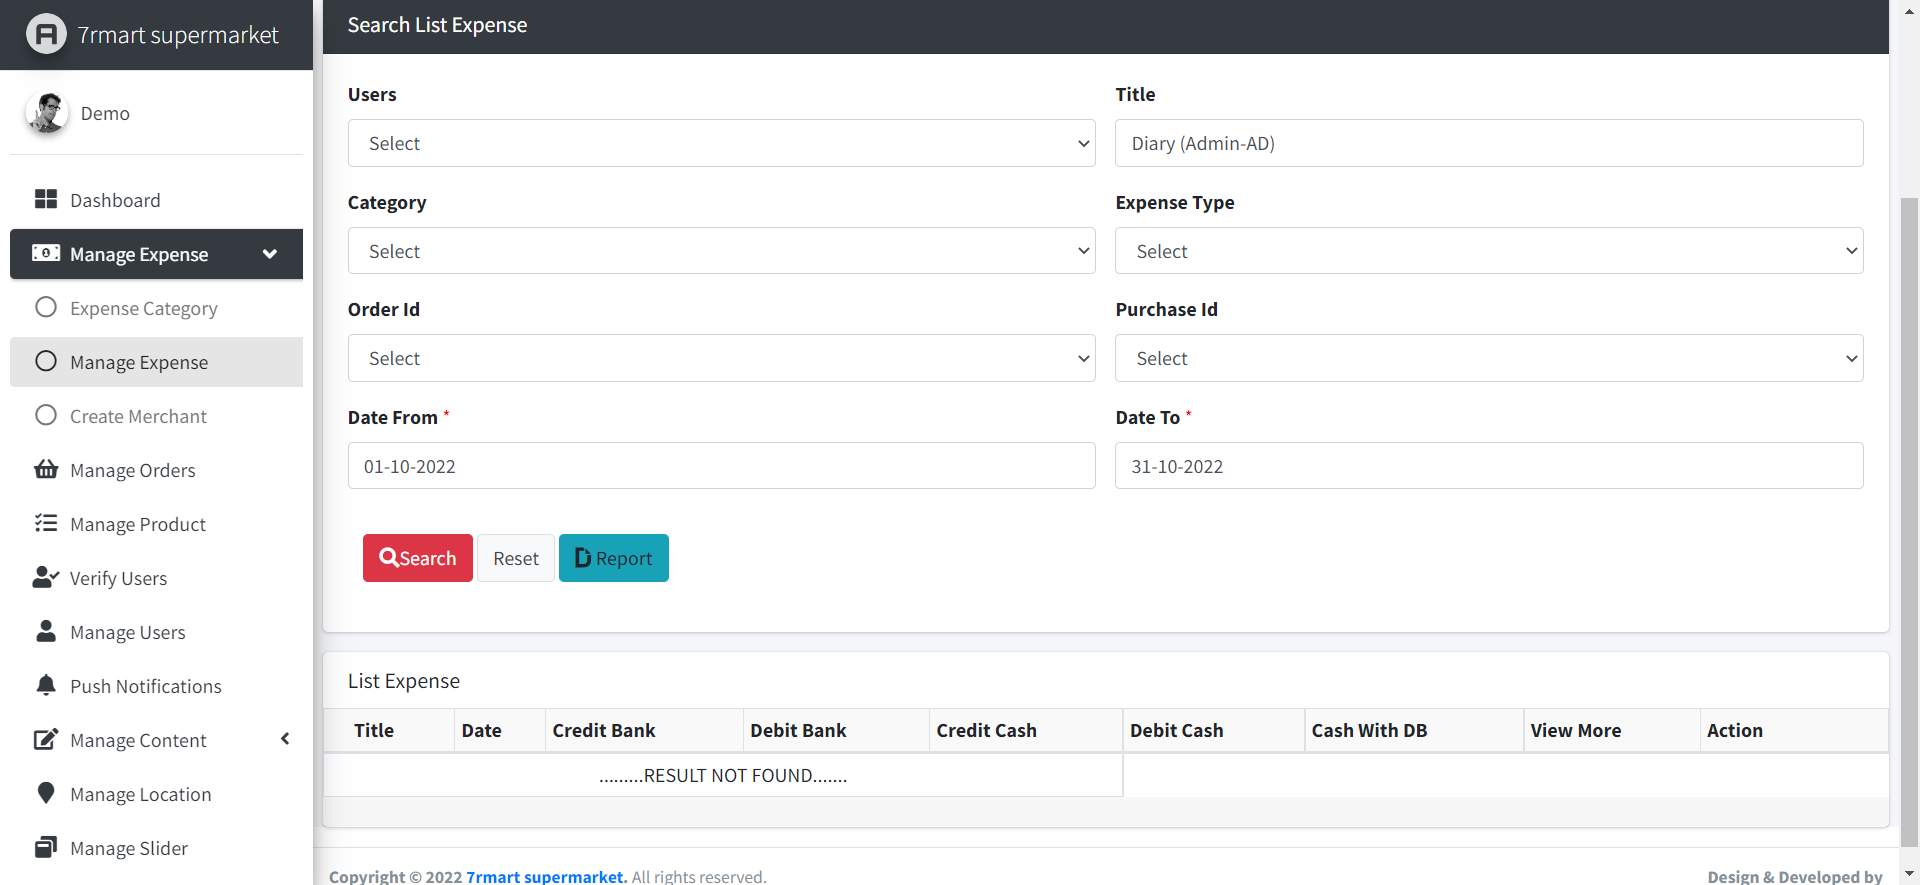 7rmart supermarket
Demo
Dashboard
Manage Expense
Expense Category
Manage Expense
Create Merchant
Manage Orders
Manage Product
Verify Users
Manage Users
Push Notifications
Manage Content
Manage Location
Manage Slider
Search List Expense
Users
Title
Select
Diary (Admin-AD)
Category
Expense Type
Select
Select
Order Id
Purchase Id
Select
Select
Date From *
Date To *
01-10-2022
31-10-2022
Search
Reset
Report
List Expense
Title Date Credit Bank Debit Bank Credit Cash Debit Cash Cash With DB View More Action
.........RESULT NOT FOUND.......
Copyright © 2022 7rmart supermarket. All rights reserved.
Design & Developed by